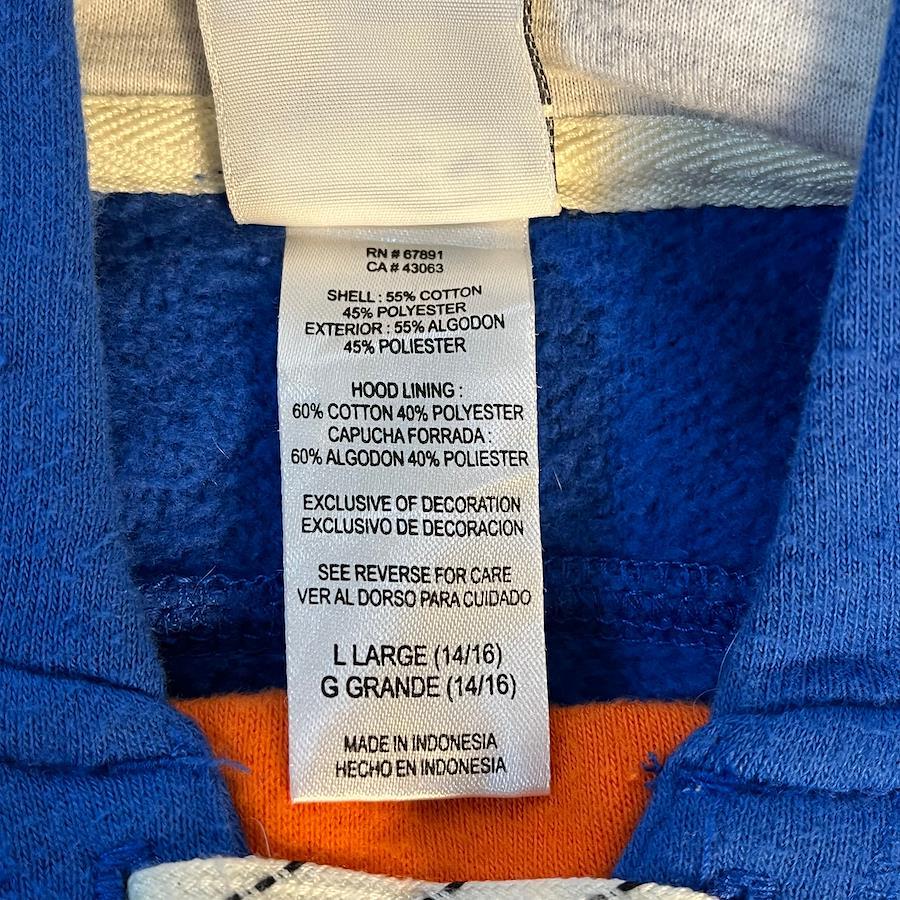 RN # 67891
CA # 43063
SHELL : 55% COTTON
45% POLYESTER
EXTERIOR : 55% ALGODON
45% POLIESTER
HOOD LINING :
60% COTTON 40% POLYESTER
CAPUCHA FORRADA :
60% ALGODON 40% POLIESTER
EXCLUSIVE OF DECORATION
EXCLUSIVO DE DECORACION
SEE REVERSE FOR CARE
VER AL DORSO PARA CUIDADO
L LARGE (14/16)
G GRANDE (14/16)
MADE IN INDONESIA
HECHO EN INDONESIA